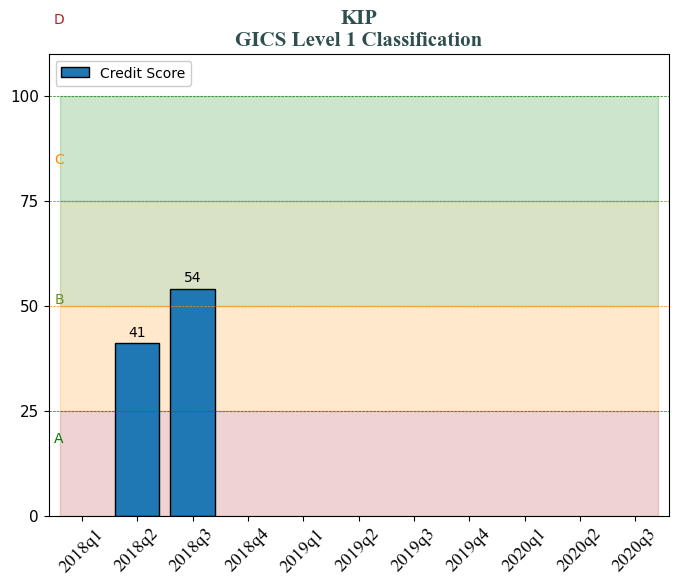 D
KIP
GICS Level 1 Classification
Credit Score
100
C
75
54
B
50
41
25
A
0
2018q1 2018q2 2018q3 2018q4 2019q1 2019q2 2019q3 2019q4 2020q1 2020q2 2020q3